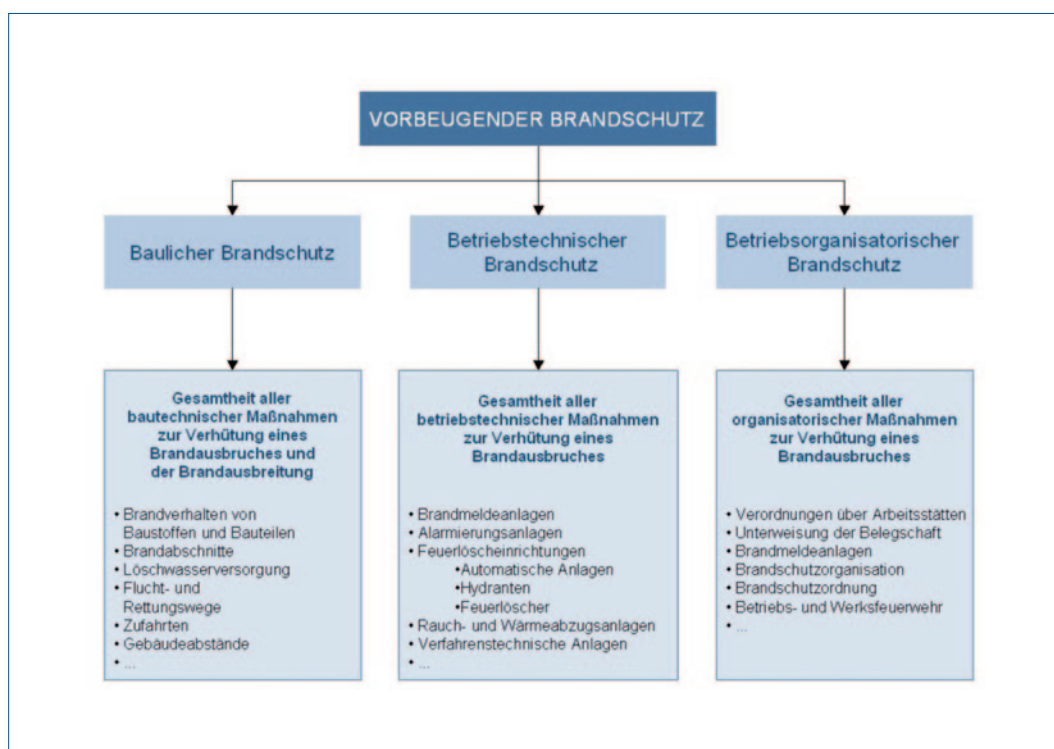 VORBEUGENDER BRANDSCHUTZ
Baulicher Brandschutz
Betriebstechnischer
Brandschutz
Betriebsorganisatorischer
Brandschutz
Gesamtheit aller
bautechnischer Maßnahmen
zur Verhütung eines
Brandausbruches und
der Brandausbreitung
• Brandverhalten von
Baustoffen und Bauteilen
• Brandabschnitte
• Löschwasserversorgung
• Flucht- und
Rettungswege
• Zufahrten
• Gebäudeabstände
• ...
Gesamtheit aller
betriebstechnischer Maßnahmen
zur Verhütung eines
Brandausbruches
• Brandmeldeanlagen
• Alarmierungsanlagen
• Feuerlöscheinrichtungen
•Automatische Anlagen
•Hydranten
•Feuerlöscher
• Rauch- und Wärmeabzugsanlagen
• Verfahrenstechnische Anlagen
• ...
Gesamtheit aller
organisatorischer Maßnahmen
zur Verhütung eines
Brandausbruches
• Verordnungen über Arbeitsstätten
• Unterweisung der Belegschaft
• Brandmeldeanlagen
• Brandschutzorganisation
• Brandschutzordnung
• Betriebs- und Werksfeuerwehr
• ...